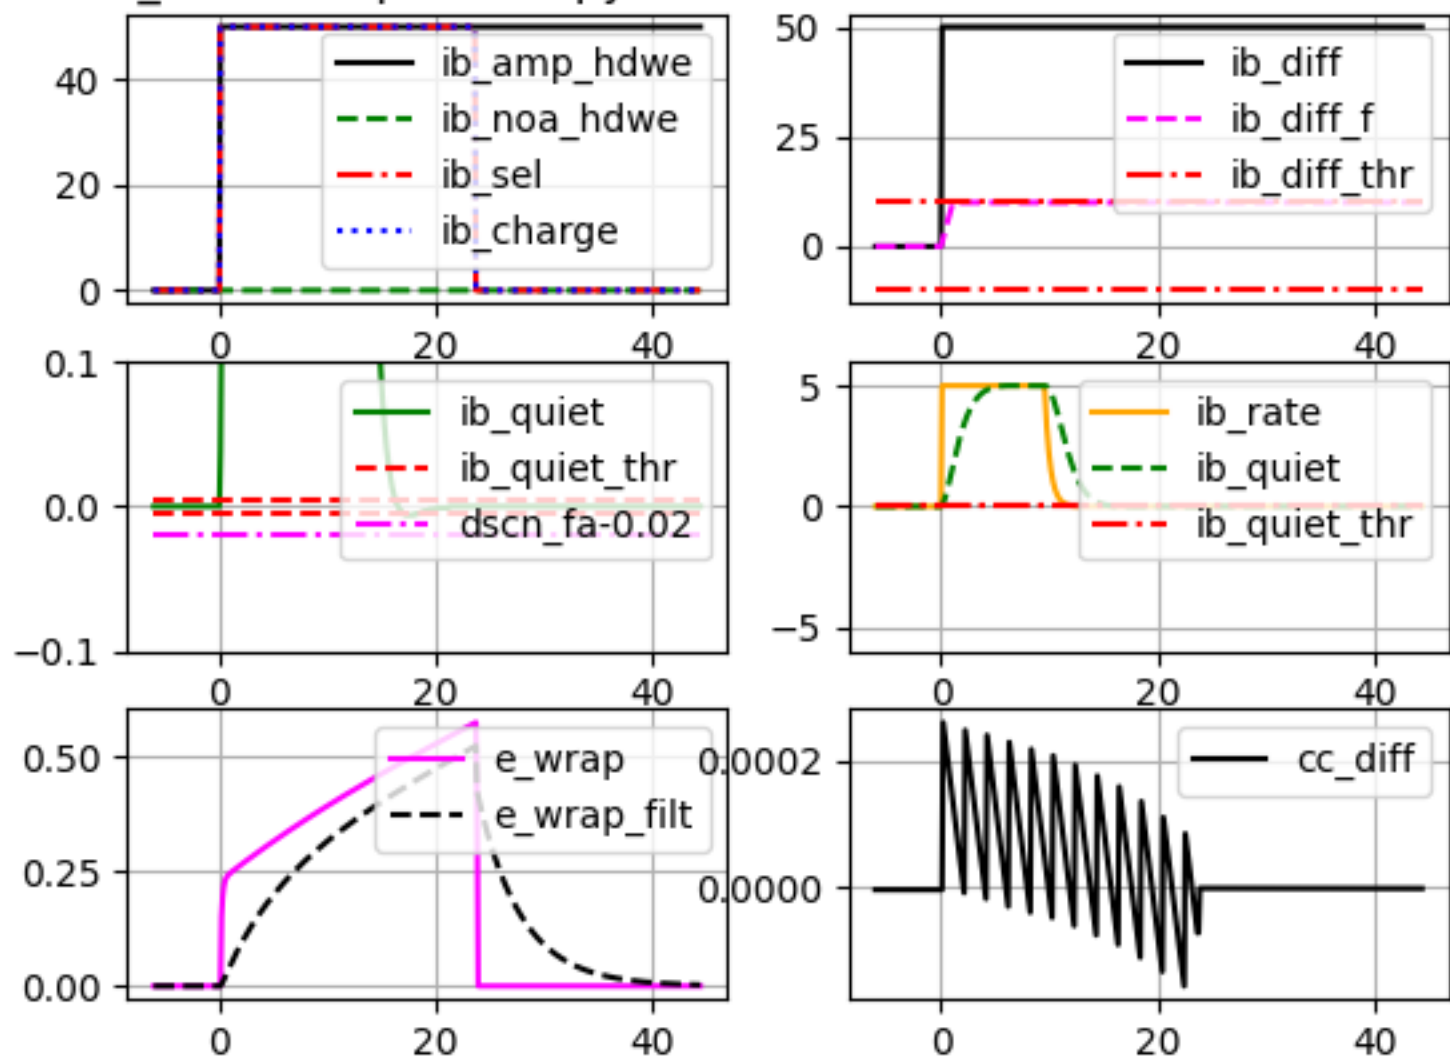 50
40
20
0
ib_amp_hdwe
ib_noa_hdwe
ib_sel
ib_charge
25
0
ib_diff
ib_diff_f
ib_diff_thr
0 20 40
0 20 40
0.1
0.0
−0.1
ib_quiet
ib_quiet_thr
dscn_fa-0.02
5
0
−5
ib_rate
ib_quiet
ib_quiet_thr
0 20 40
0 20 40
0.50
0.25
0.00
e_wrap
e_wrap_filt
0.0002
0.0000
cc_diff
0 20 40
0 20 40